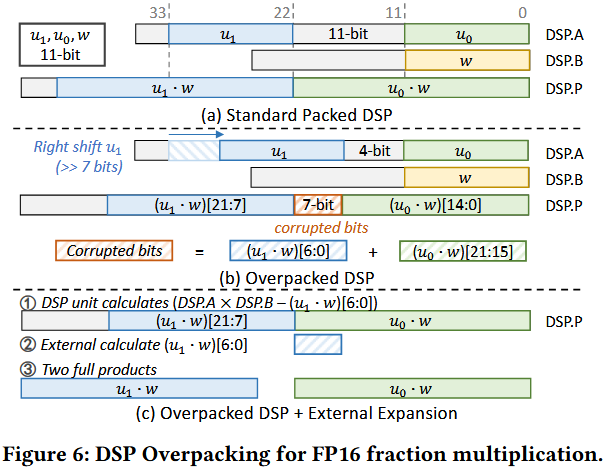 33 22 11 0
u₁, u₀, w
11-bit
u₁ 11-bit u₀ DSP.A
w DSP.B
u₁ · w u₀ · w DSP.P
(a) Standard Packed DSP
Right shift u₁
(>> 7 bits)
u₁ 4-bit u₀ DSP.A
w DSP.B
(u₁ · w)[21:7] 7-bit (u₀ · w)[14:0] DSP.P
corrupted bits
Corrupted bits = (u₁ · w)[6:0] + (u₀ · w)[21:15]
(b) Overpacked DSP
① DSP unit calculates (DSP.A × DSP.B − (u₁ · w)[6:0])
(u₁ · w)[21:7] u₀ · w DSP.P
② External calculate (u₁ · w)[6:0]
③ Two full products
u₁ · w u₀ · w
(c) Overpacked DSP + External Expansion
Figure 6: DSP Overpacking for FP16 fraction multiplication.